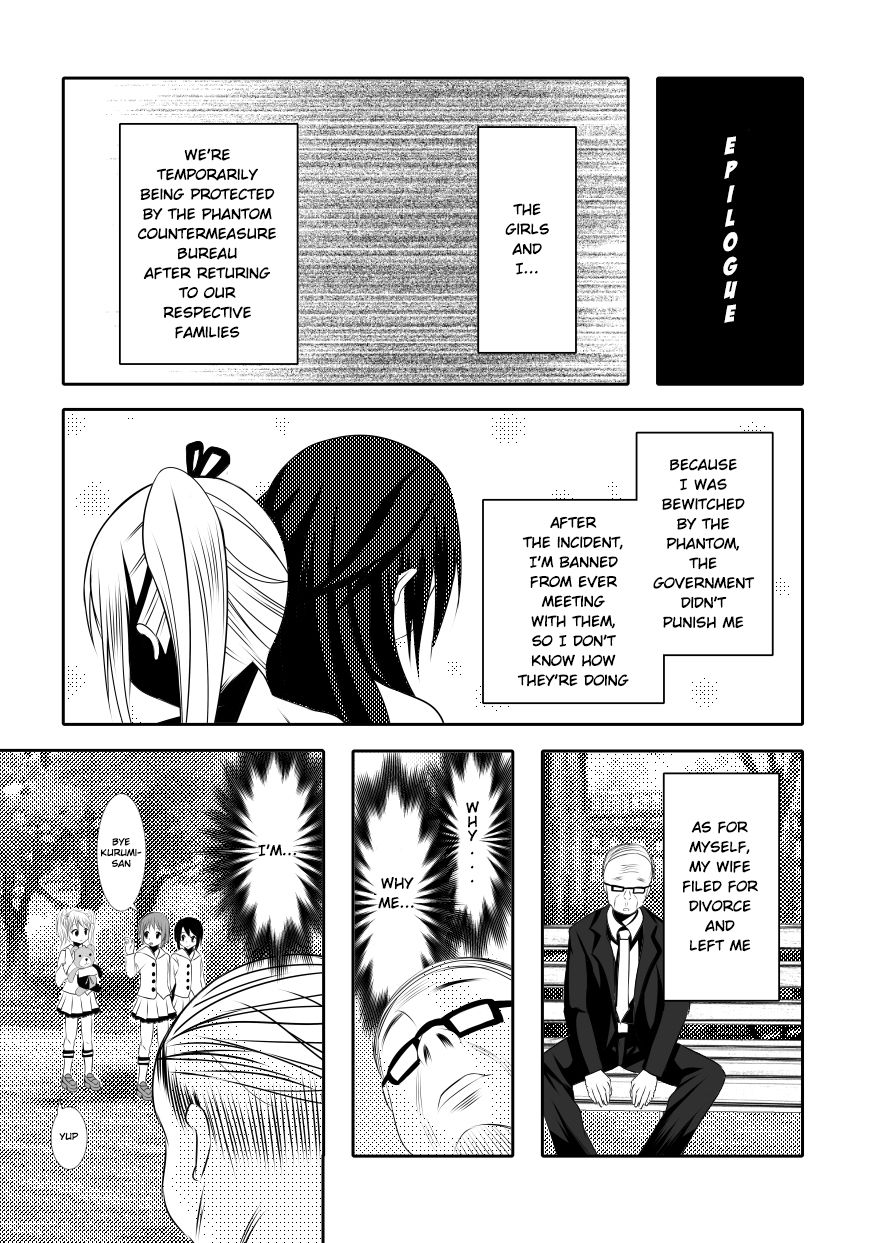 EPILOGUE
THE
GIRLS
AND
I...
WE'RE
TEMPORARILY
BEING PROTECTED
BY THE PHANTOM
COUNTERMEASURE
BUREAU
AFTER RETURING
TO OUR
RESPECTIVE
FAMILIES
BECAUSE
I WAS
BEWITCHED
BY THE
PHANTOM,
THE
GOVERNMENT
DIDN'T
PUNISH ME
AFTER
THE INCIDENT,
I'M BANNED
FROM EVER
MEETING
WITH THEM,
SO I DON'T
KNOW HOW
THEY'RE DOING
AS FOR
MYSELF,
MY WIFE
FILED FOR
DIVORCE
AND
LEFT ME
WHY...
WHY
ME...
I'M...
BYE
KURUMI-
SAN
YUP